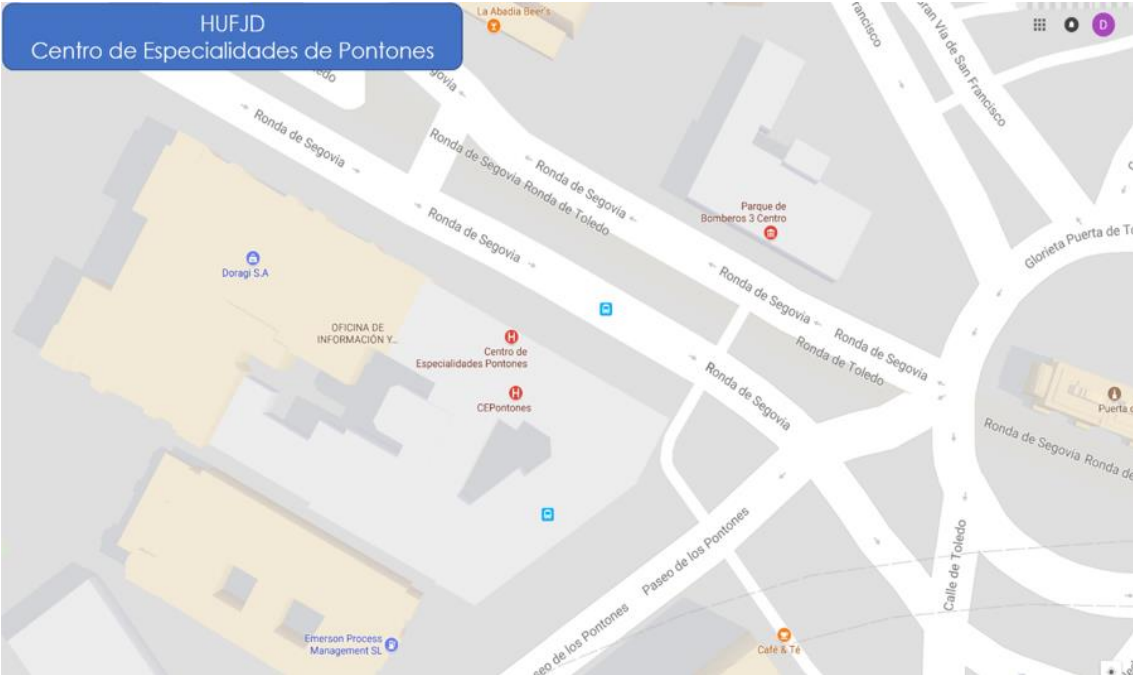 HUFJD
Centro de Especialidades de Pontones
La Abadia Beer's
D
Ronda de Segovia
Ronda de Segovia Ronda de Toledo
Ronda de Segovia
Ronda de Segovia
Parque de
Bomberos 3 Centro
Gran Vía de San Francisco
Glorieta Puerta de
Doragi S.A
OFICINA DE
INFORMACIÓN Y...
H
Centro de
Especialidades Pontones
H
CEPontones
Ronda de Segovia
Ronda de Segovia
Ronda de Toledo
Ronda de Segovia
Puerta
Ronda de Segovia Ronda de
Paseo de los Pontones
Paseo de los Pontones
Calle de Toledo
Emerson Process
Management SL
Café & Té